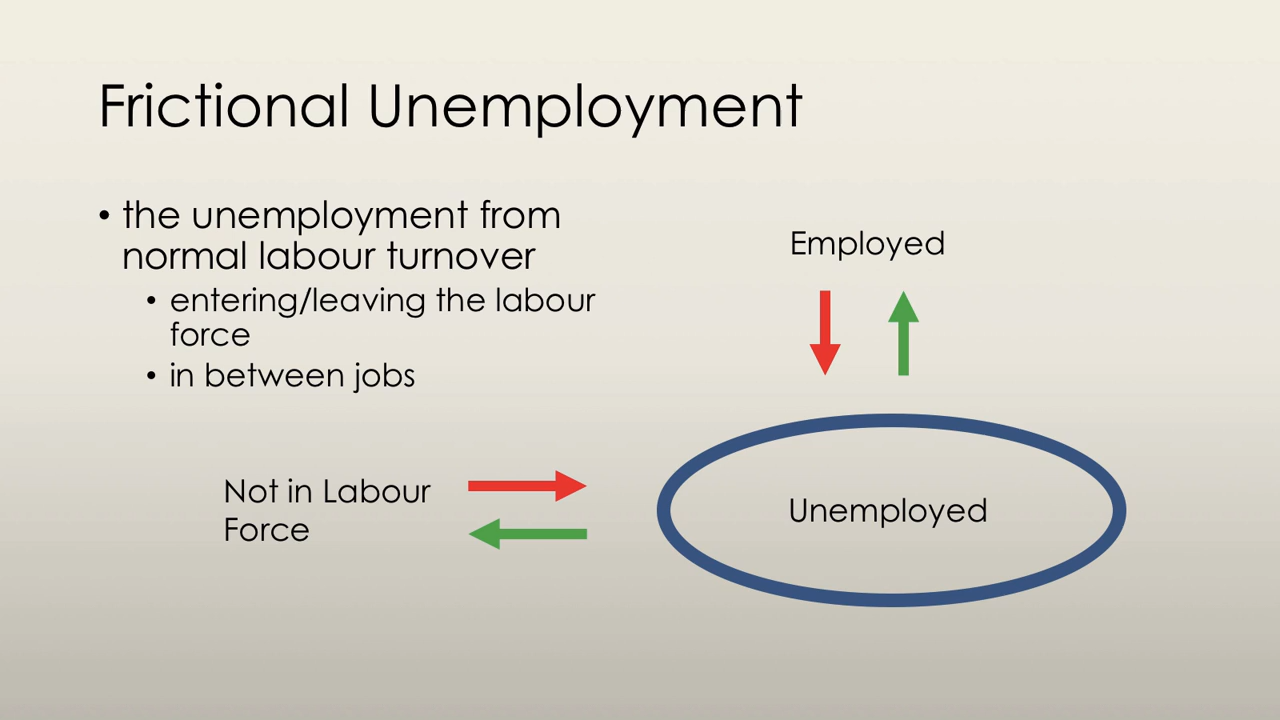 Frictional Unemployment
• the unemployment from
normal labour turnover
• entering/leaving the labour
force
• in between jobs
Employed
Not in Labour
Force
Unemployed